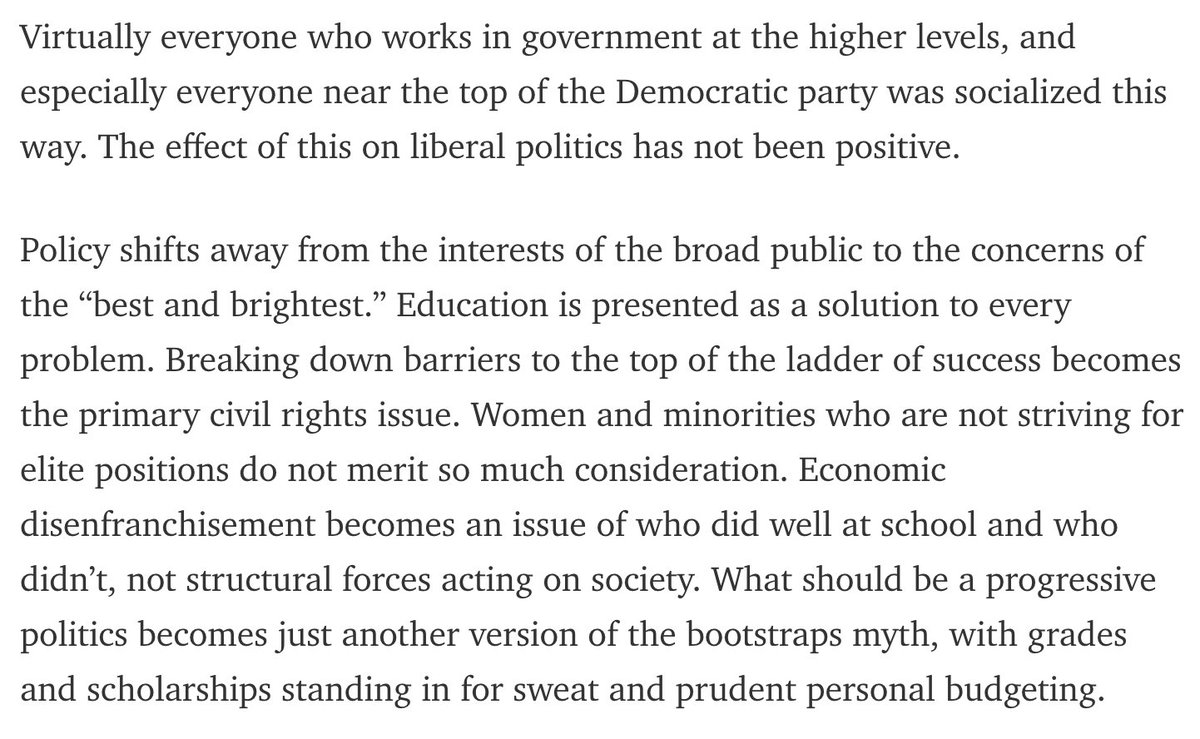 Virtually everyone who works in government at the higher levels, and
especially everyone near the top of the Democratic party was socialized this
way. The effect of this on liberal politics has not been positive.
Policy shifts away from the interests of the broad public to the concerns of
the “best and brightest.” Education is presented as a solution to every
problem. Breaking down barriers to the top of the ladder of success becomes
the primary civil rights issue. Women and minorities who are not striving for
elite positions do not merit so much consideration. Economic
disenfranchisement becomes an issue of who did well at school and who
didn’t, not structural forces acting on society. What should be a progressive
politics becomes just another version of the bootstraps myth, with grades
and scholarships standing in for sweat and prudent personal budgeting.